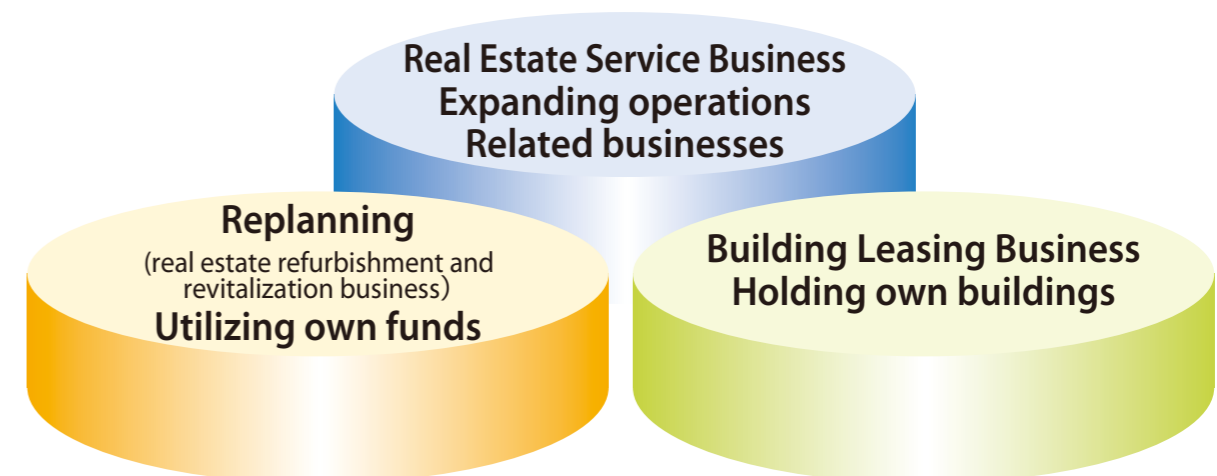 Real Estate Service Business
Expanding operations
Related businesses
Replanning
(real estate refurbishment and
revitalization business)
Utilizing own funds
Building Leasing Business
Holding own buildings